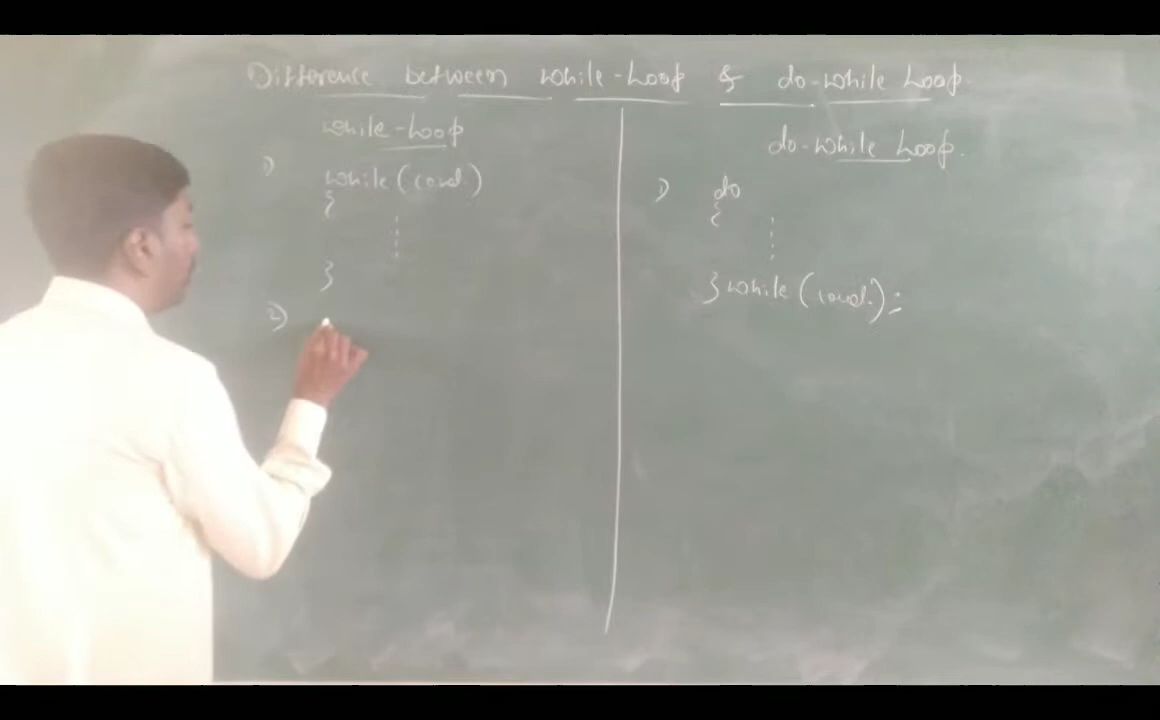 Difference between while-Loop & do-while Loop.
while-Loop
1) while (cond.)
{
}
2)
do-while Loop.
1) do
{
} while (cond.);